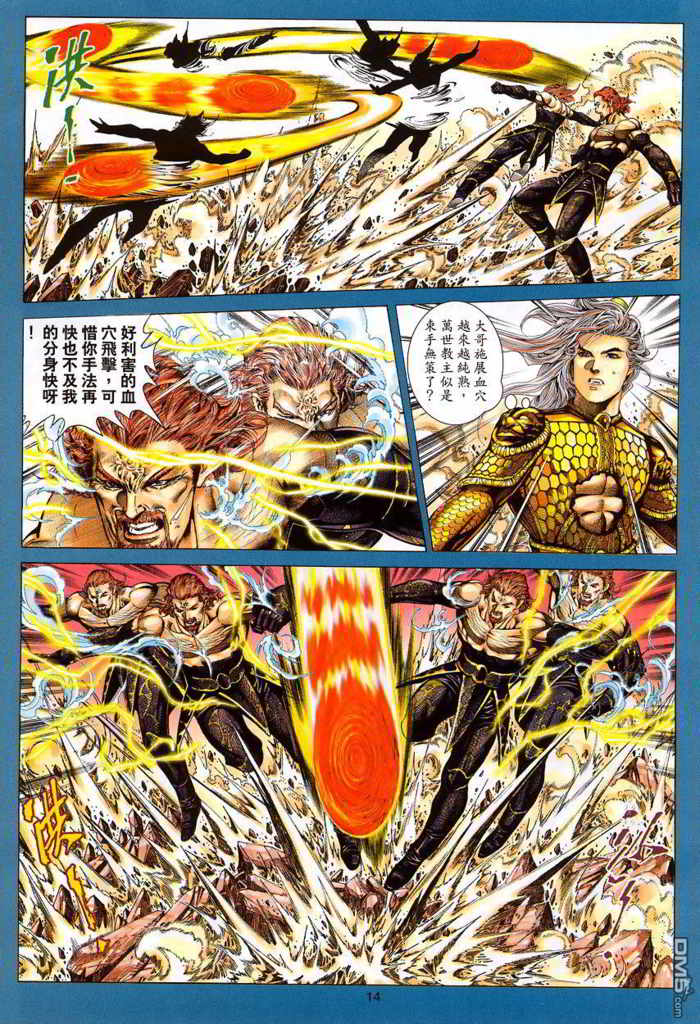 大哥施展血穴
越來越純熟，
萬世教主似是
束手無策了？
好利害的血
穴飛擊，可
惜你手法再
快也不及我
的分身快呀
！
14
DM5.com